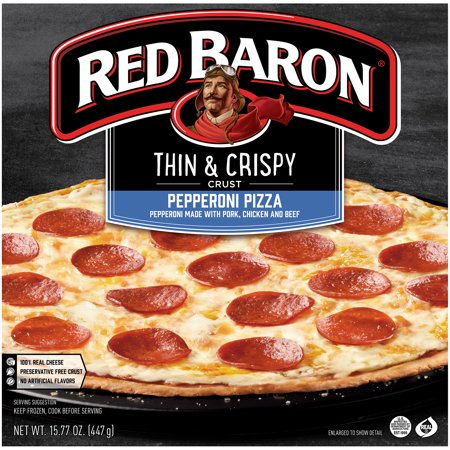 RED BARON®
THIN & CRISPY
CRUST
PEPPERONI PIZZA
PEPPERONI MADE WITH PORK, CHICKEN AND BEEF
100% REAL CHEESE
PRESERVATIVE FREE CRUST
NO ARTIFICIAL FLAVORS
SERVING SUGGESTION
KEEP FROZEN, COOK BEFORE SERVING
NET WT. 15.77 OZ. (447g)
ENLARGED TO SHOW DETAIL
REAL